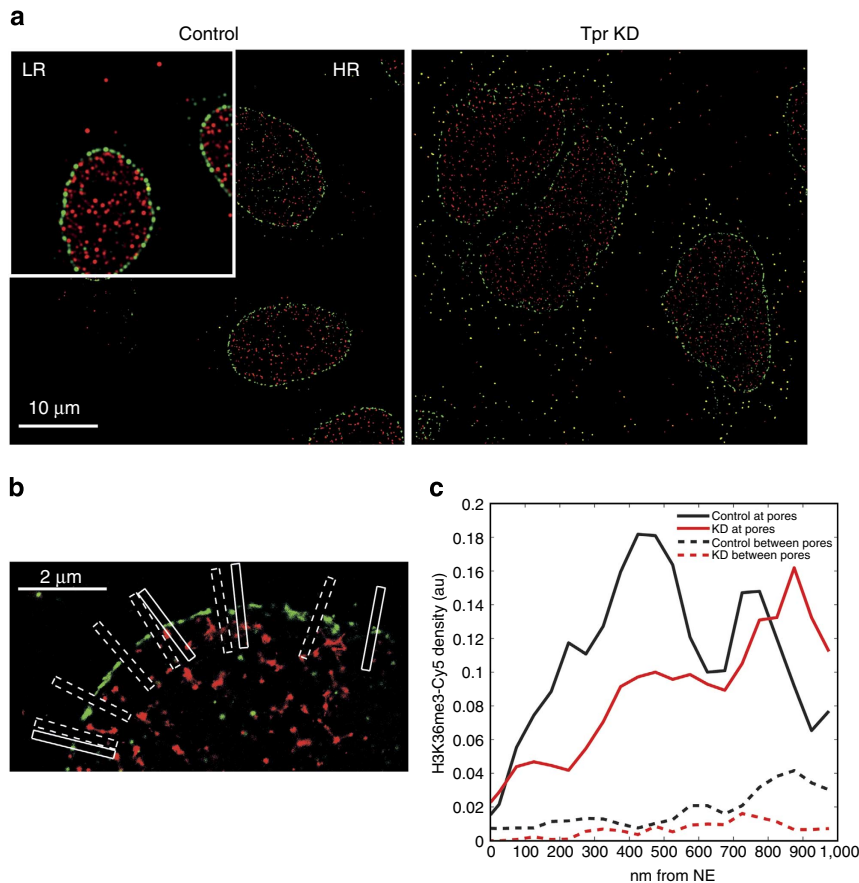 a
Control
Tpr KD
LR
HR
10 μm
b
2 μm
c
0.2
0.18
0.16
0.14
0.12
0.1
0.08
0.06
0.04
0.02
0
H3K36me3-Cy5 density (au)
Control at pores
KD at pores
Control between pores
KD between pores
0 100 200 300 400 500 600 700 800 900 1,000
nm from NE